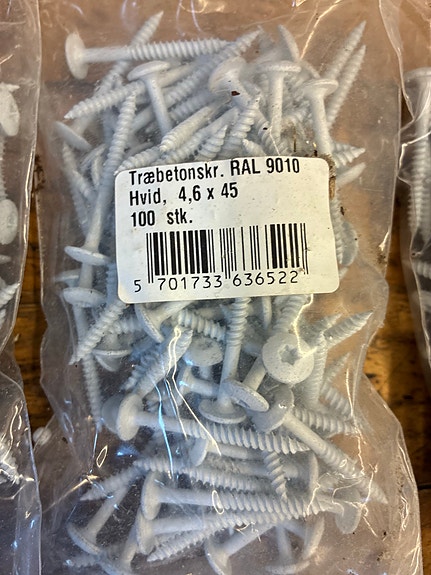 Træbetonskr. RAL 9010
Hvid, 4,6 x 45
100 stk.
5 701733 636522